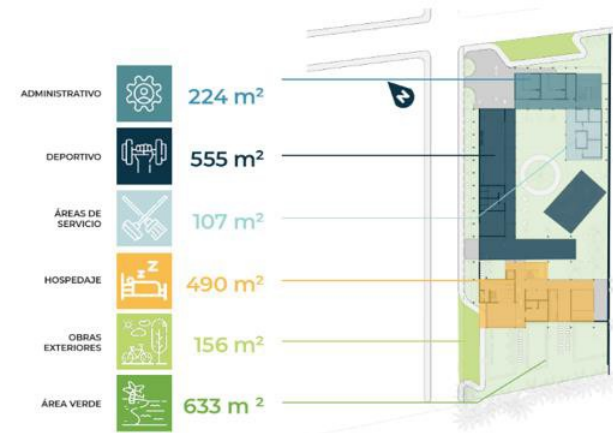 ADMINISTRATIVO
224 m²
DEPORTIVO
555 m²
ÁREAS DE
SERVICIO
107 m²
HOSPEDAJE
490 m²
OBRAS
EXTERIORES
156 m²
ÁREA VERDE
633 m ²
N